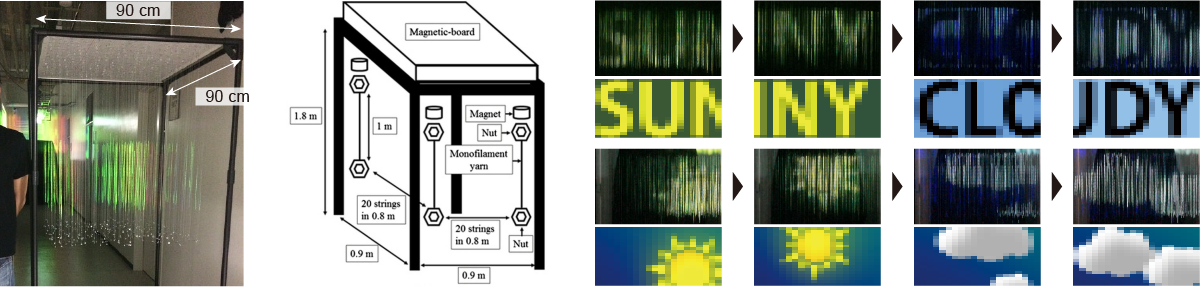 90 cm
90 cm
Magnetic-board
1.8 m
1 m
Magnet
Nut
Monofilament
yarn
20 strings
in 0.8 m
20 strings
in 0.8 m
Nut
0.9 m
0.9 m
SUN
INY
CLO
UDY